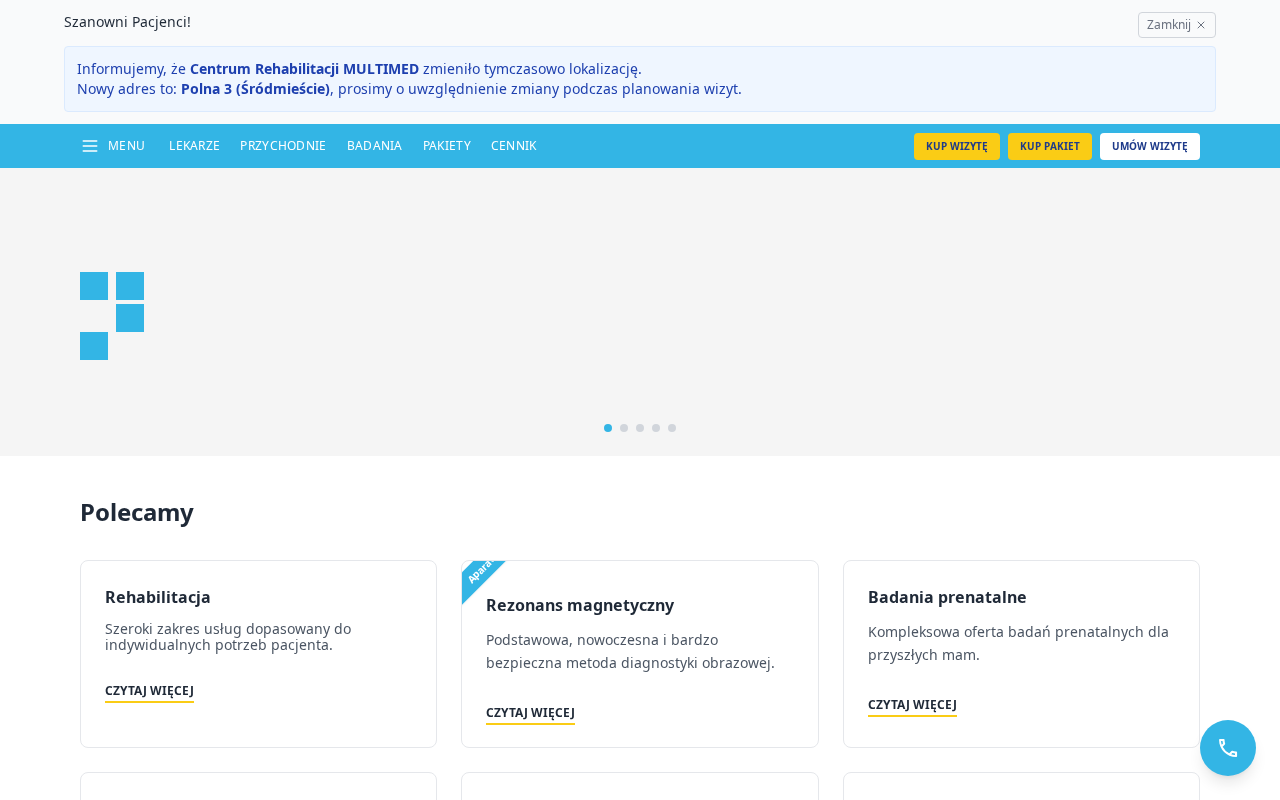 Szanowni Pacjenci!
Zamknij
Informujemy, że Centrum Rehabilitacji MULTIMED zmieniło tymczasowo lokalizację.
Nowy adres to: Polna 3 (Śródmieście), prosimy o uwzględnienie zmiany podczas planowania wizyt.
MENU LEKARZE PRZYCHODNIE BADANIA PAKIETY CENNIK KUP WIZYTĘ KUP PAKIET UMÓW WIZYTĘ
Polecamy
Rehabilitacja
Szeroki zakres usług dopasowany do
indywidualnych potrzeb pacjenta.
CZYTAJ WIĘCEJ
Rezonans magnetyczny
Podstawowa, nowoczesna i bardzo
bezpieczna metoda diagnostyki obrazowej.
CZYTAJ WIĘCEJ
Badania prenatalne
Kompleksowa oferta badań prenatalnych dla
przyszłych mam.
CZYTAJ WIĘCEJ